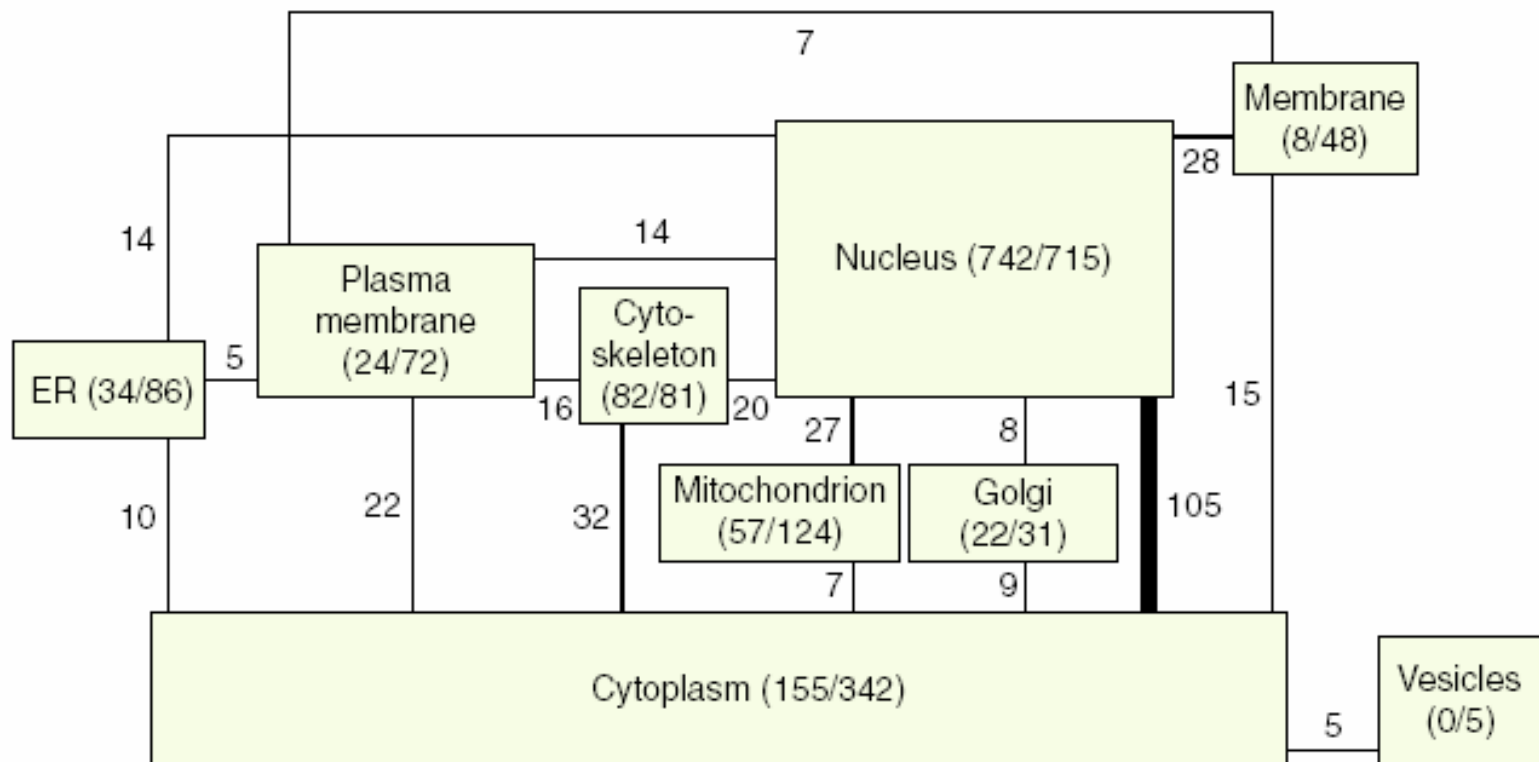 7
Membrane
(8/48)
28
14
14
Nucleus (742/715)
Plasma
membrane
(24/72)
Cyto-
skeleton
(82/81)
5
ER (34/86)
16
20
27
8
15
Mitochondrion
(57/124)
Golgi
(22/31)
10
22
32
105
7
9
Cytoplasm (155/342)
Vesicles
(0/5)
5